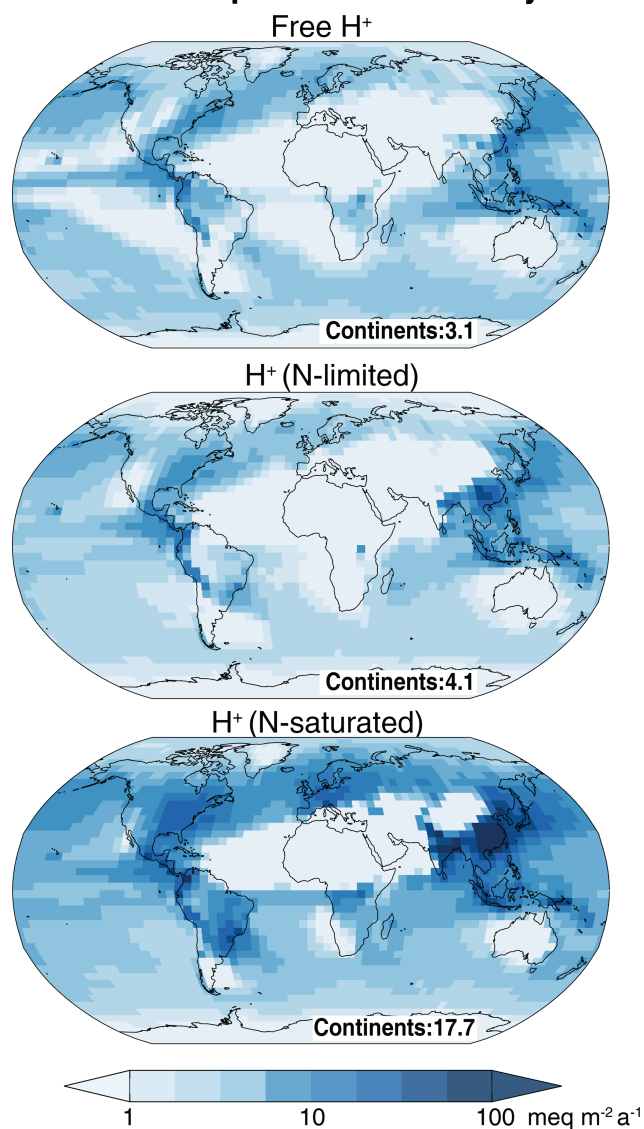 Free H⁺
Continents:3.1
H⁺ (N-limited)
Continents:4.1
H⁺ (N-saturated)
Continents:17.7
1 10 100 meq m⁻² a⁻¹